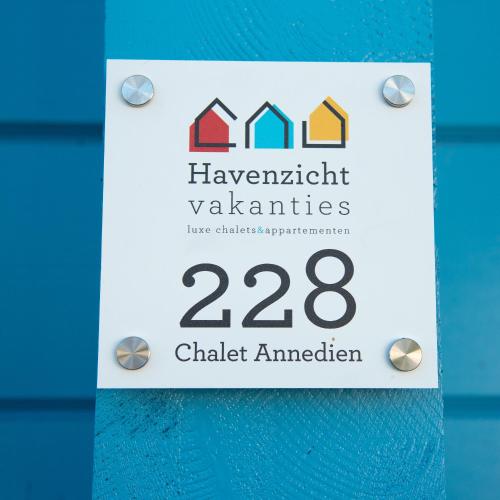 Havenzicht
vakanties
luxe chalets&appartementen
228
Chalet Annedien